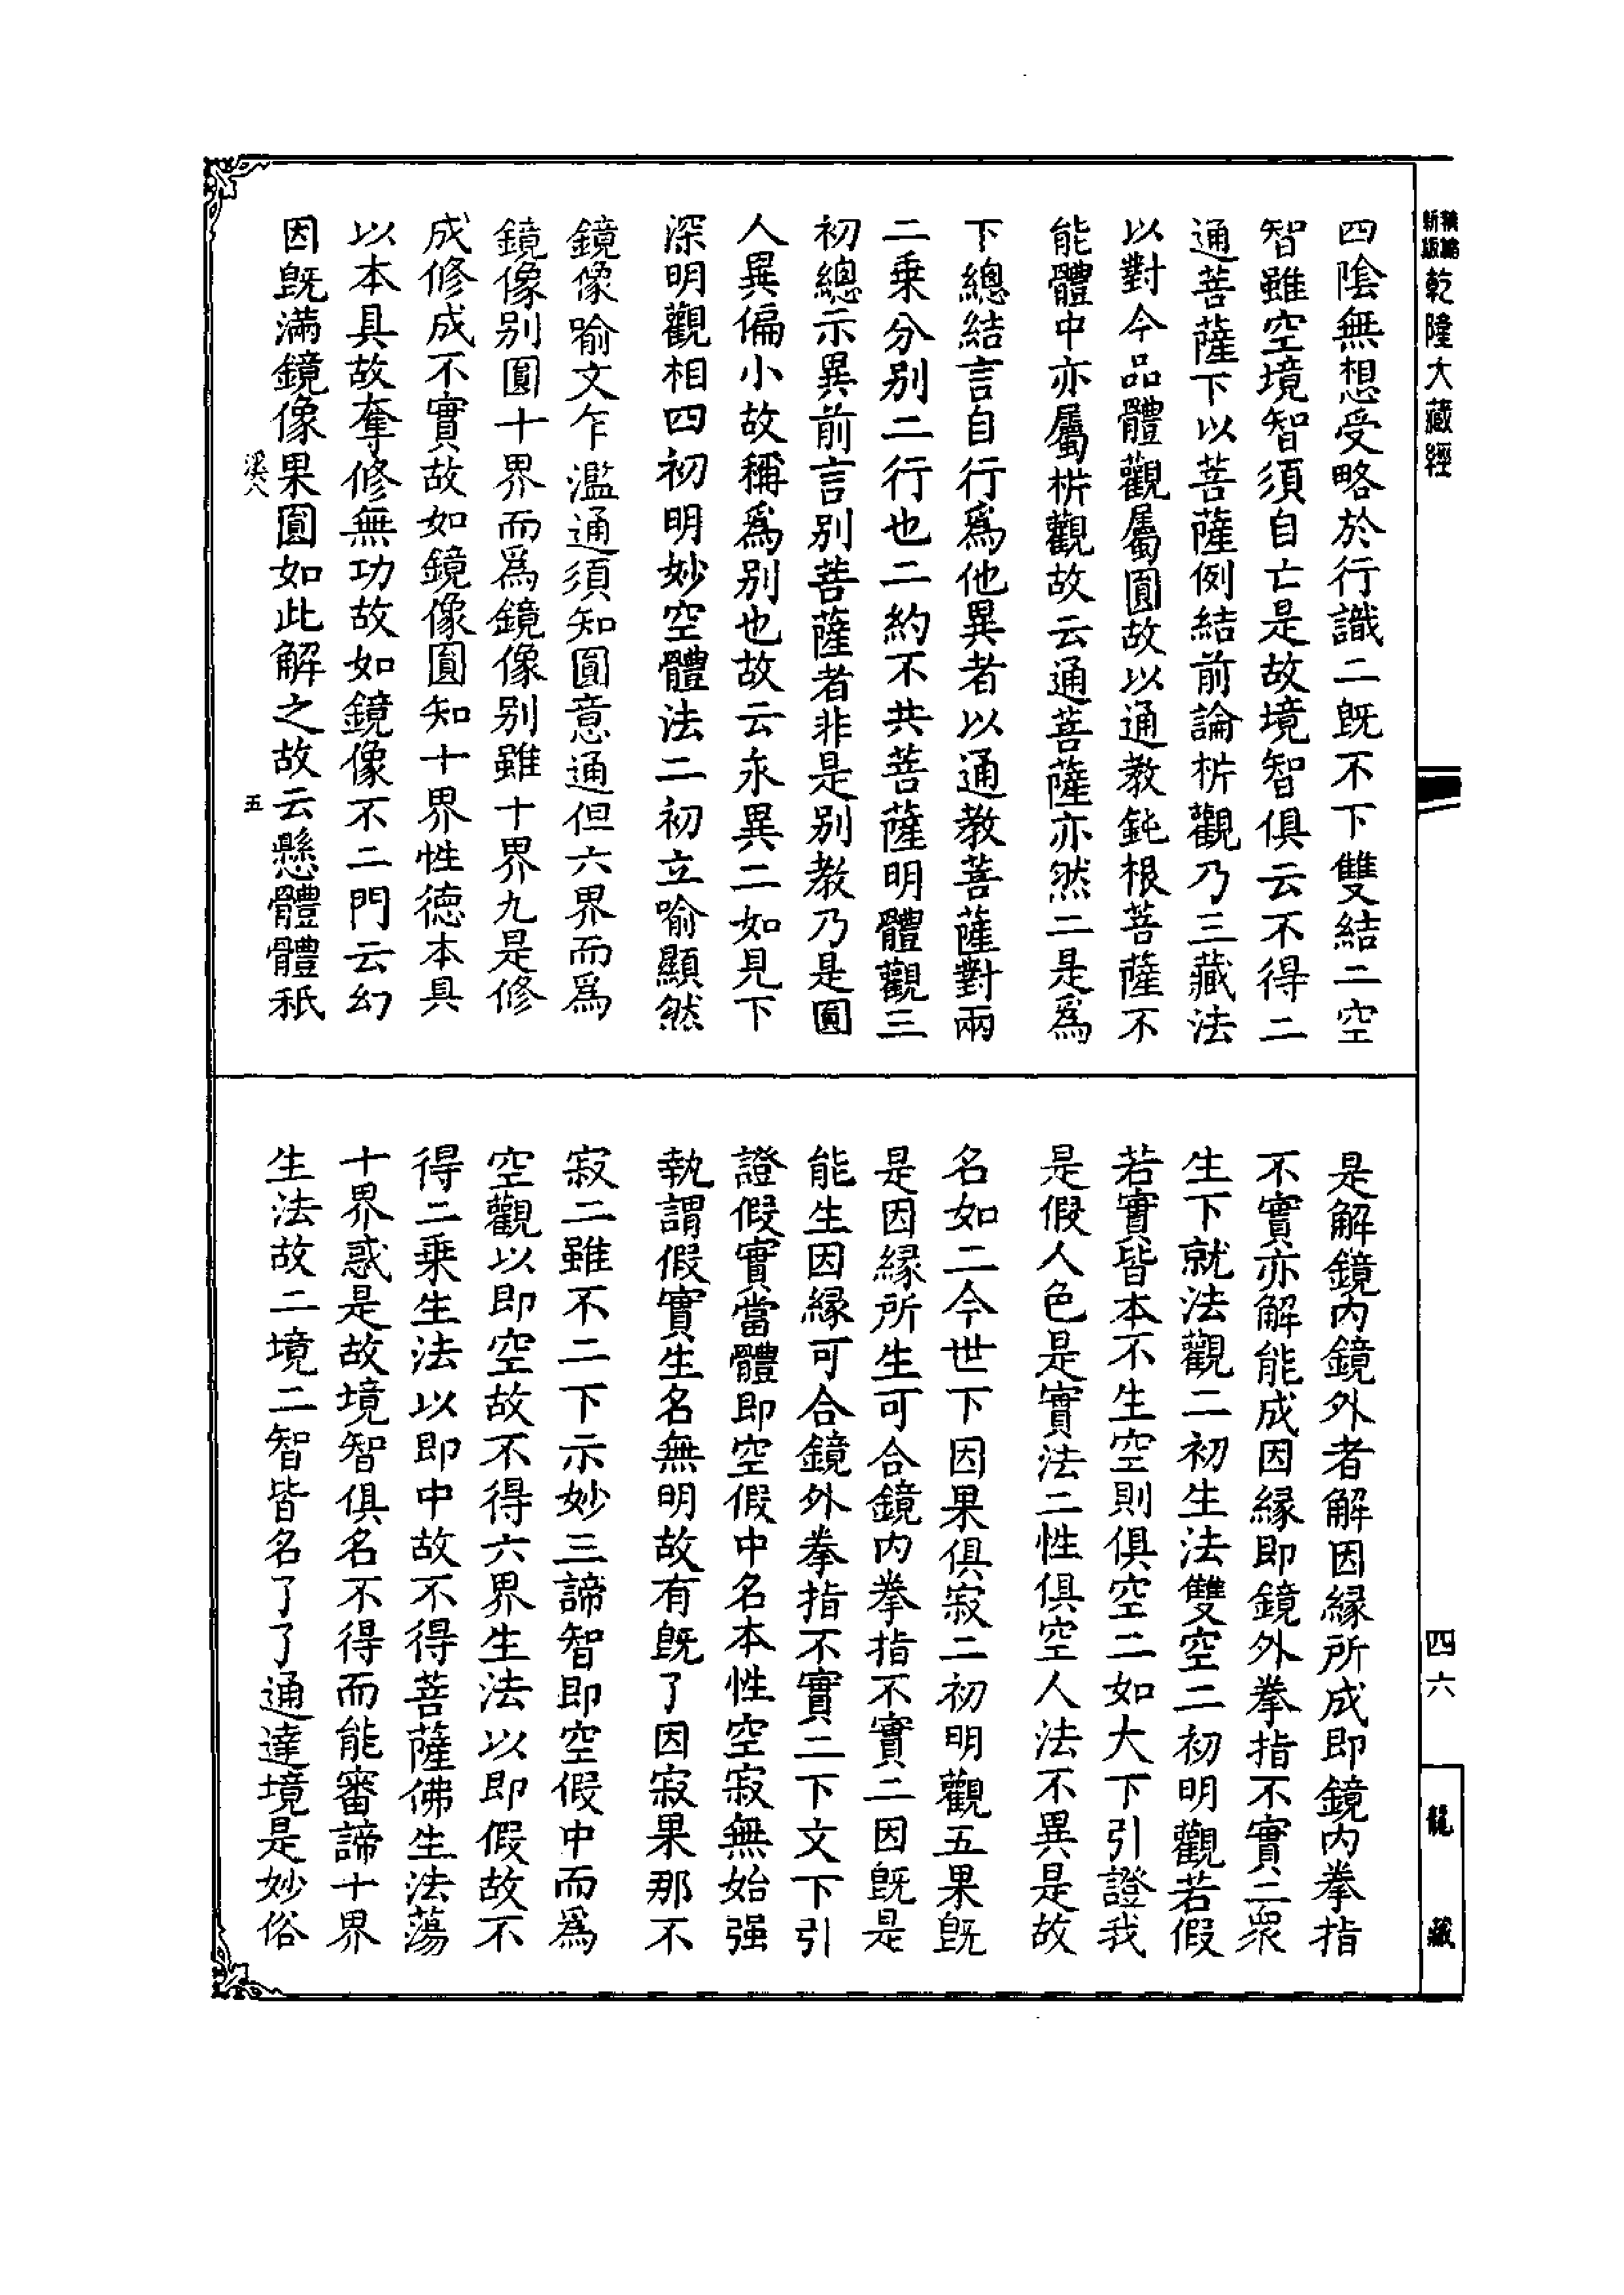 新版
乾隆大藏經
四陰無想受略於行識二旣不下雙結二空
智雖空境智須自亡是故境智俱云不得二
通菩薩下以菩薩例結前論析觀乃三藏法
以對今品體觀屬圓故以通教鈍根菩薩不
能體中亦屬析觀故云通菩薩亦然二是爲
下總結言自行爲他異者以通教菩薩對兩
二乗分别二行也二約不共菩薩明體觀三
初總示異前言别菩薩者非是别教乃是圓
人異偏小故稱爲别也故云永異二如見下
深明觀相四初明妙空體法二初立喻顯然
鏡像喻文乍濫通須知圓意通但六界而爲
鏡像别圓十界而爲鏡像别雖十界九是修
成修成不實故如鏡像圓知十界性徳本具
以本具故奪修無功故如鏡像不二門云幻
因旣滿鏡像果圓如此解之故云懸體體秖
溪八
五
是解鏡内鏡外者解因縁所成即鏡内拳指
不實亦解能成因縁即鏡外拳指不實二衆
生下就法觀二初生法雙空二初明觀若假
若實皆本不生空則俱空二如大下引證我
是假人色是實法二性俱空人法不異是故
名如二今世下因果俱寂二初明觀五果旣
是因縁所生可合鏡内拳指不實二因旣是
能生因縁可合鏡外拳指不實二下文下引
證假實當體即空假中名本性空寂無始强
執謂假實生名無明故有旣了因寂果那不
寂二雖不二下示妙三諦智即空假中而爲
空觀以即空故不得六界生法以即假故不
得二乗生法以即中故不得菩薩佛生法蕩
十界惑是故境智俱名不得而能審諦十界
生法故二境二智皆名了了通達境是妙俗
四六
龍藏